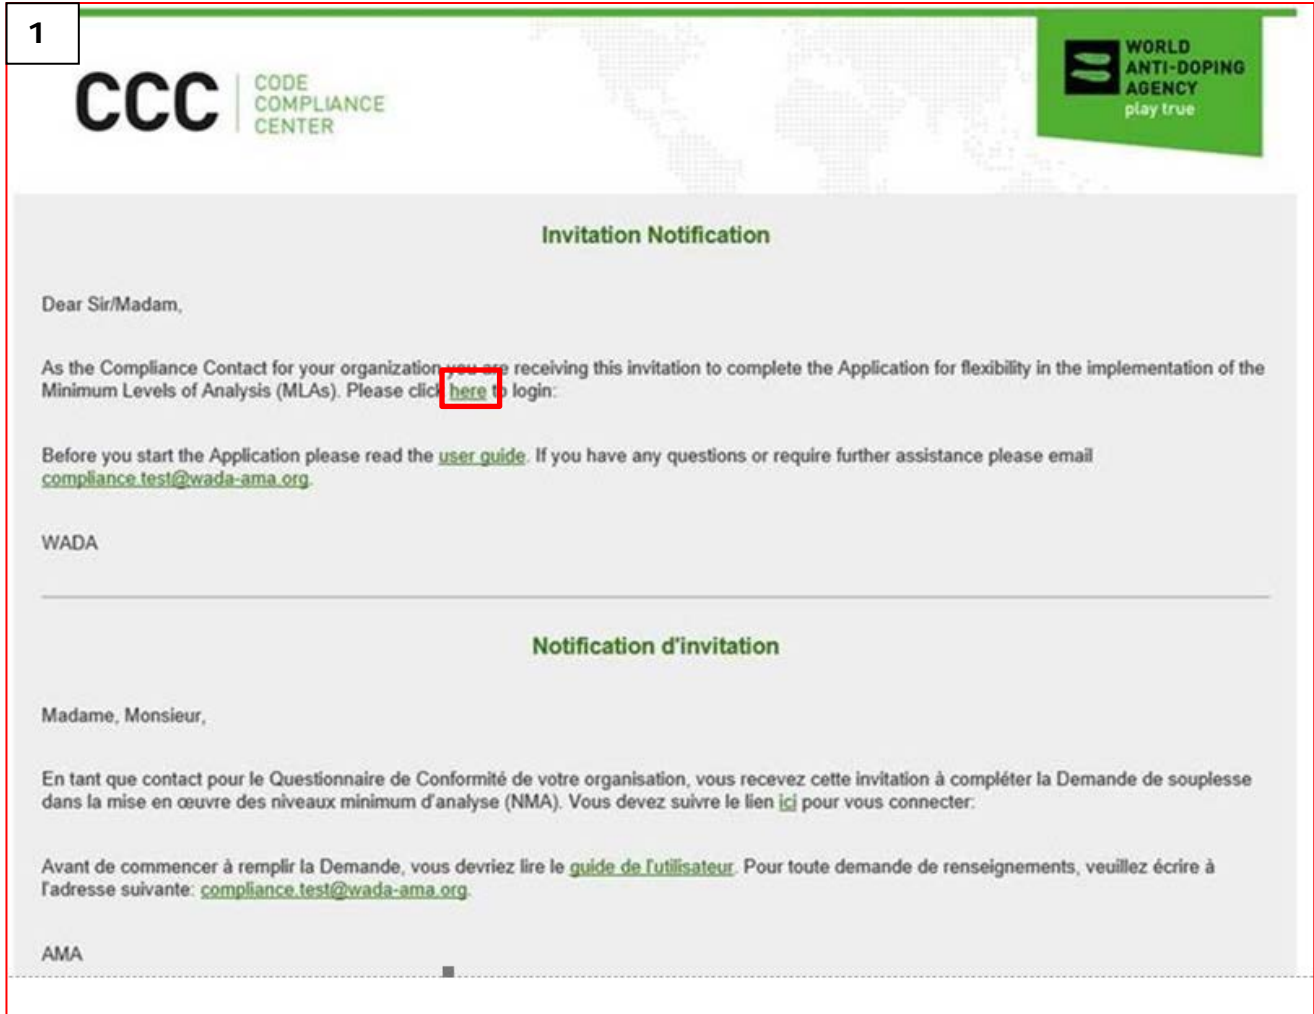 1
CCC
CODE
COMPLIANCE
CENTER
WORLD
ANTI-DOPING
AGENCY
play true
Invitation Notification
Dear Sir/Madam,
As the Compliance Contact for your organization you are receiving this invitation to complete the Application for flexibility in the implementation of the
Minimum Levels of Analysis (MLAs). Please click here to login:
Before you start the Application please read the user guide. If you have any questions or require further assistance please email
compliance.test@wada-ama.org.
WADA
Notification d'invitation
Madame, Monsieur,
En tant que contact pour le Questionnaire de Conformité de votre organisation, vous recevez cette invitation à compléter la Demande de souplesse
dans la mise en œuvre des niveaux minimum d'analyse (NMA). Vous devez suivre le lien ici pour vous connecter:
Avant de commencer à remplir la Demande, vous devriez lire le guide de l'utilisateur. Pour toute demande de renseignements, veuillez écrire à
l'adresse suivante: compliance.test@wada-ama.org.
AMA